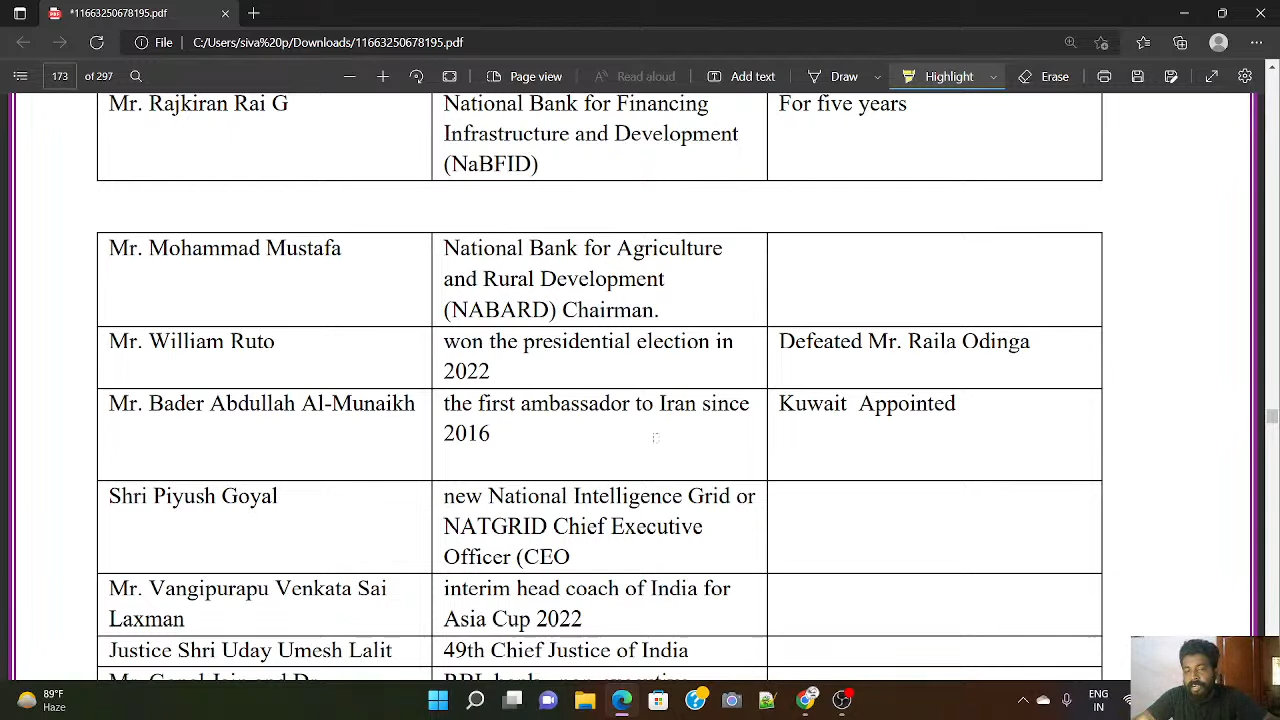 *11663250678195.pdf
File
C:/Users/siva%20p/Downloads/11663250678195.pdf
173 of 297
Page view
Read aloud
Add text
Draw
Highlight
Erase
Mr. Rajkiran Rai G
National Bank for Financing
Infrastructure and Development
(NaBFID)
For five years
Mr. Mohammad Mustafa
National Bank for Agriculture
and Rural Development
(NABARD) Chairman.
Mr. William Ruto
won the presidential election in
2022
Defeated Mr. Raila Odinga
Mr. Bader Abdullah Al-Munaikh
the first ambassador to Iran since
2016
Kuwait Appointed
Shri Piyush Goyal
new National Intelligence Grid or
NATGRID Chief Executive
Officer (CEO
Mr. Vangipurapu Venkata Sai
Laxman
interim head coach of India for
Asia Cup 2022
Justice Shri Uday Umesh Lalit
49th Chief Justice of India
89°F
Haze
ENG
IN